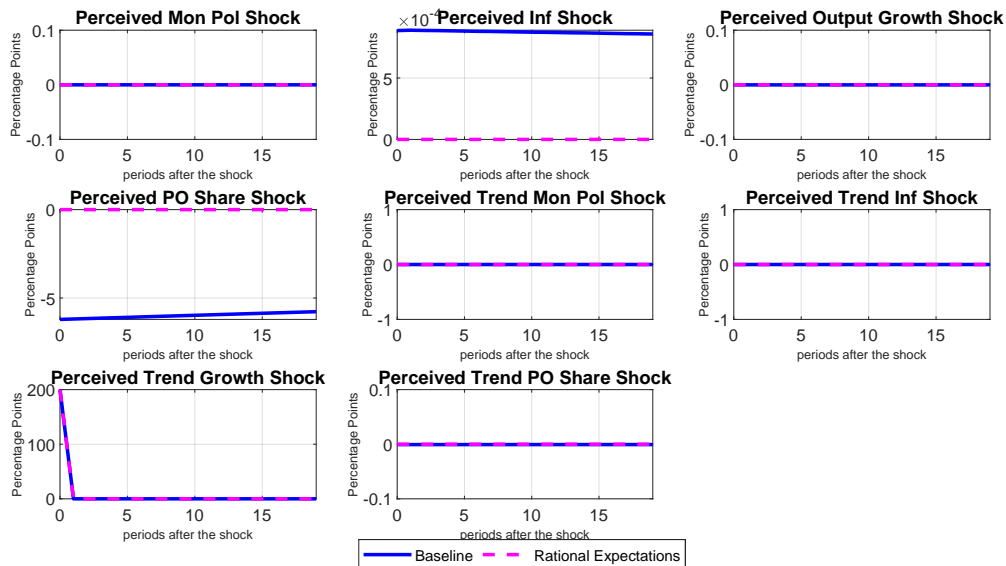 Perceived Mon Pol Shock
Percentage Points
0.1
0
-0.1
0 5 10 15
periods after the shock
Perceived Inf Shock
×10-4
Percentage Points
5
0
0 5 10 15
periods after the shock
Perceived Output Growth Shock
Percentage Points
0.1
0
-0.1
0 5 10 15
periods after the shock
Perceived PO Share Shock
Percentage Points
0
-5
0 5 10 15
periods after the shock
Perceived Trend Mon Pol Shock
Percentage Points
1
0
-1
0 5 10 15
periods after the shock
Perceived Trend Inf Shock
Percentage Points
1
0
-1
0 5 10 15
periods after the shock
Perceived Trend Growth Shock
Percentage Points
200
100
0
0 5 10 15
periods after the shock
Perceived Trend PO Share Shock
Percentage Points
0.1
0
-0.1
0 5 10 15
periods after the shock
Baseline Rational Expectations